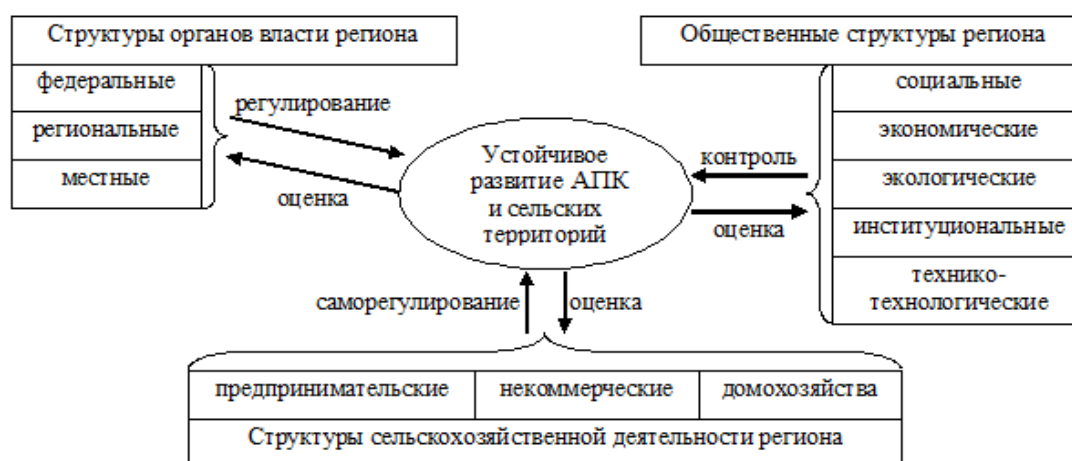 Структуры органов власти региона
федеральные
региональные
местные
регулирование
оценка
Устойчивое
развитие АПК
и сельских
территорий
Общественные структуры региона
социальные
экономические
экологические
институциональные
технико-
технологические
контроль
оценка
саморегулирование
оценка
предпринимательские
некоммерческие
домохозяйства
Структуры сельскохозяйственной деятельности региона